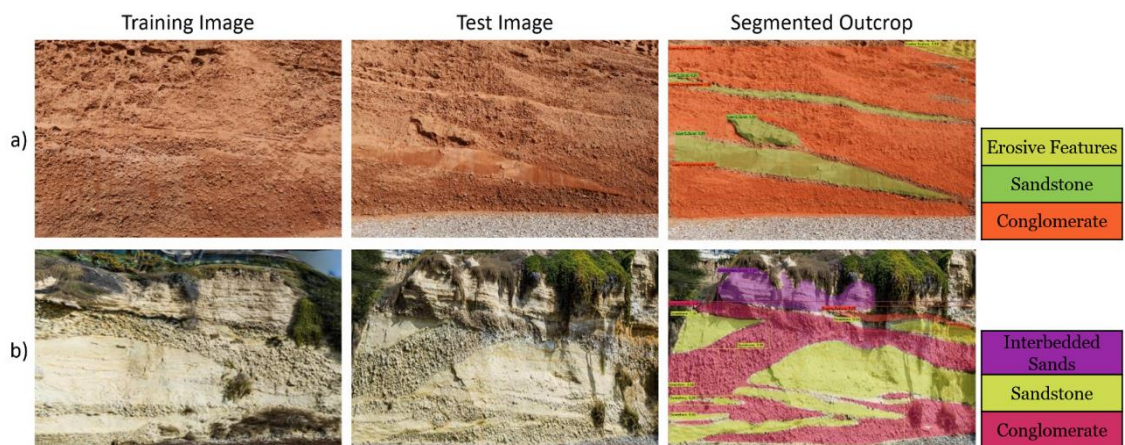 Training Image
Test Image
Segmented Outcrop
a)
Erosive Features
Sandstone
Conglomerate
b)
Interbedded
Sands
Sandstone
Conglomerate